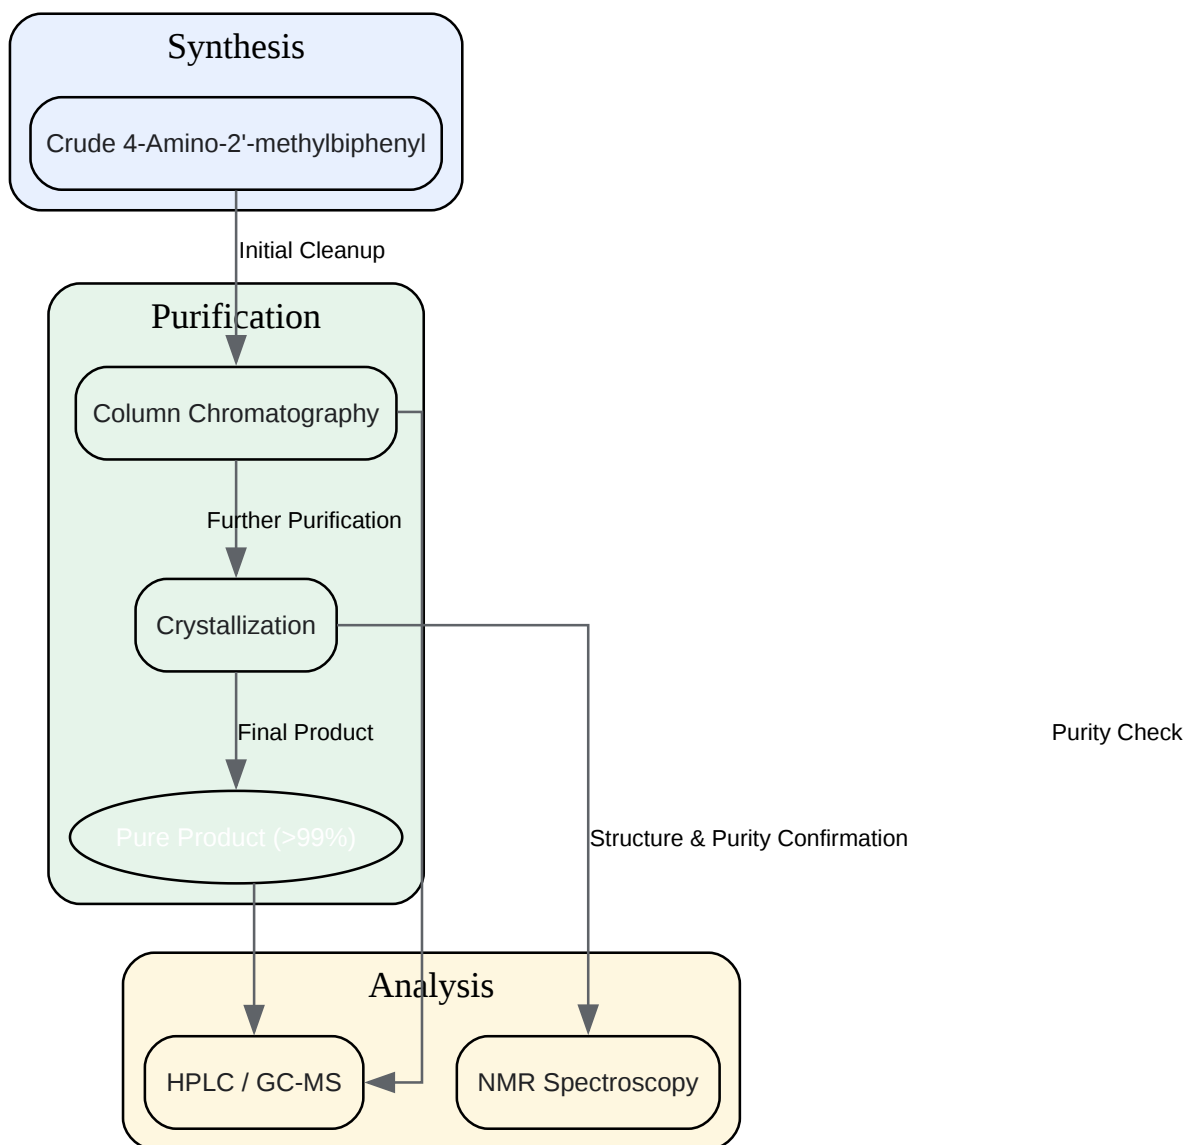 Synthesis
Crude 4-Amino-2'-methylbiphenyl
Initial Cleanup
Purification
Column Chromatography
Further Purification
Crystallization
Final Product
Purity Check
Pure Product (>99%)
Structure & Purity Confirmation
Analysis
HPLC / GC-MS
NMR Spectroscopy